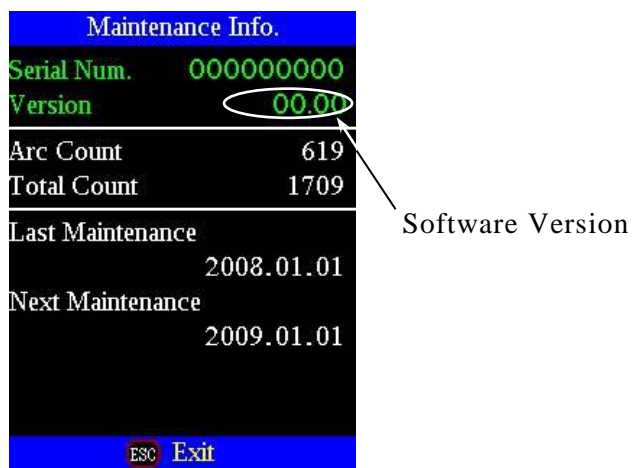 Maintenance Info.
Serial Num. 000000000
Version 00.00
Arc Count 619
Total Count 1709
Software Version
Last Maintenance
2008.01.01
Next Maintenance
2009.01.01
ESC Exit